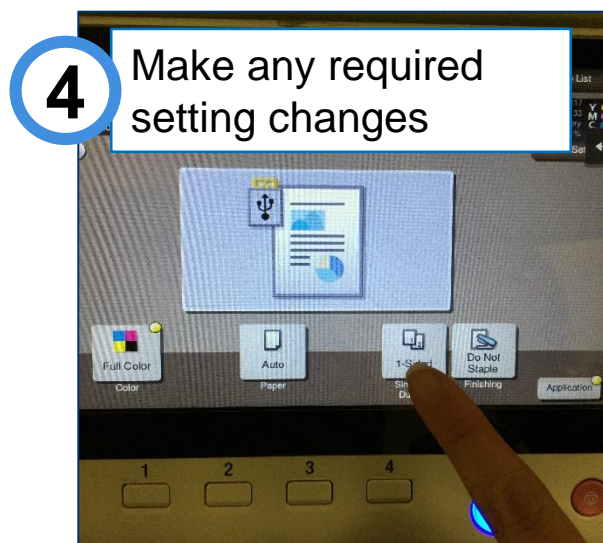 4
Make any required
setting changes
List
Y
M
C
Full Color
Color
Auto
Paper
1-Sided
Do Not
Staple
Finishing
Application
1
2
3
4